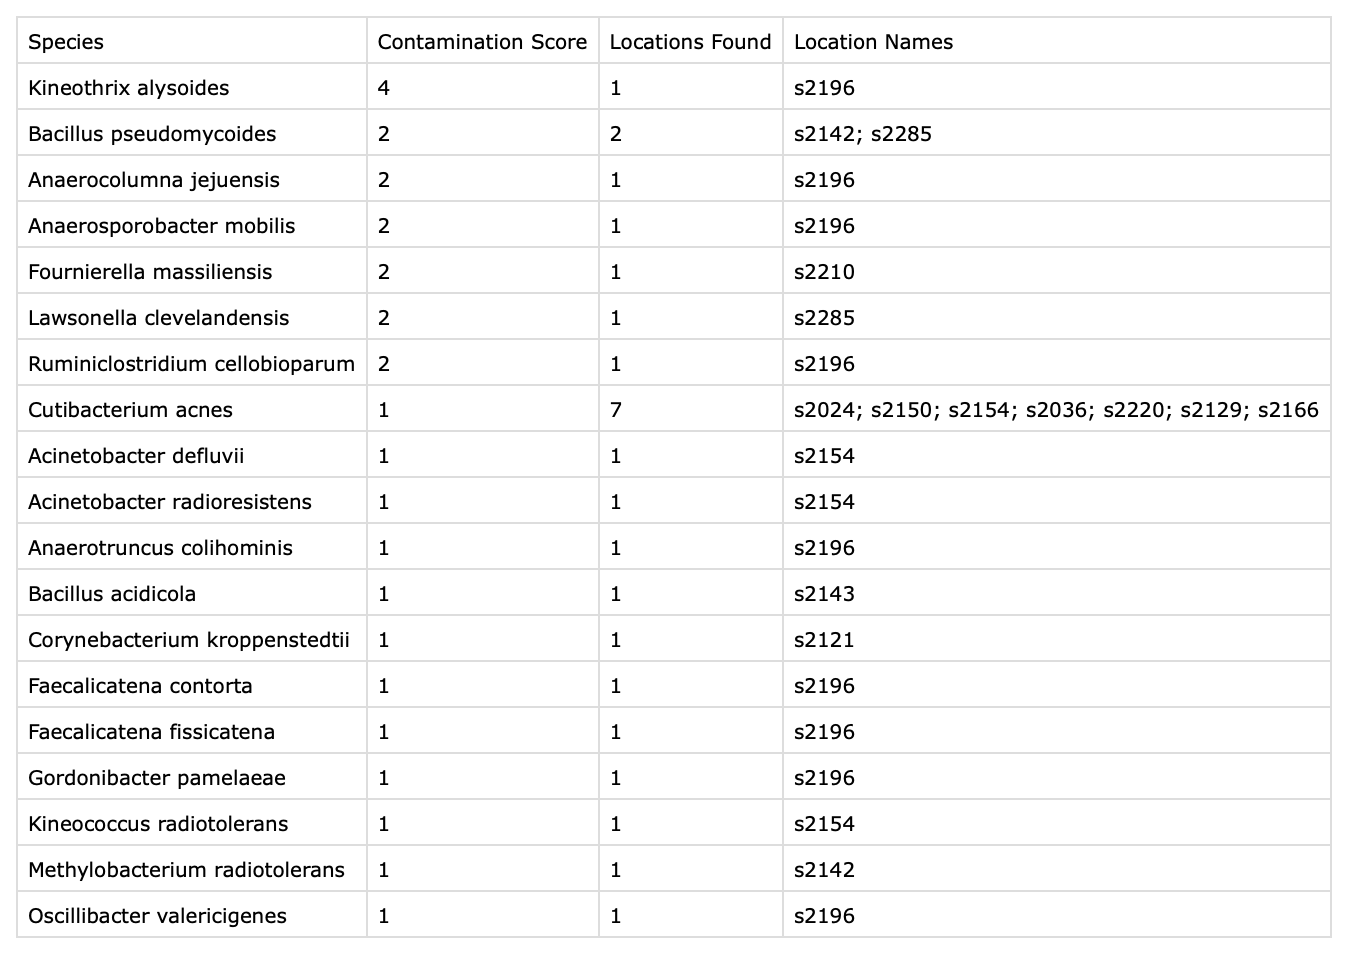 Species Contamination Score Locations Found Location Names
Kineothrix alysoides 4 1 s2196
Bacillus pseudomycoides 2 2 s2142; s2285
Anaerocolumna jejuensis 2 1 s2196
Anaerosporobacter mobilis 2 1 s2196
Fournierella massiliensis 2 1 s2210
Lawsonella clevelandensis 2 1 s2285
Ruminiclostridium cellobioparum 2 1 s2196
Cutibacterium acnes 1 7 s2024; s2150; s2154; s2036; s2220; s2129; s2166
Acinetobacter defluvii 1 1 s2154
Acinetobacter radioresistens 1 1 s2154
Anaerotruncus colihominis 1 1 s2196
Bacillus acidicola 1 1 s2143
Corynebacterium kroppenstedtii 1 1 s2121
Faecalicatena contorta 1 1 s2196
Faecalicatena fissicatena 1 1 s2196
Gordonibacter pamelaeae 1 1 s2196
Kineococcus radiotolerans 1 1 s2154
Methylobacterium radiotolerans 1 1 s2142
Oscillibacter valericigenes 1 1 s2196